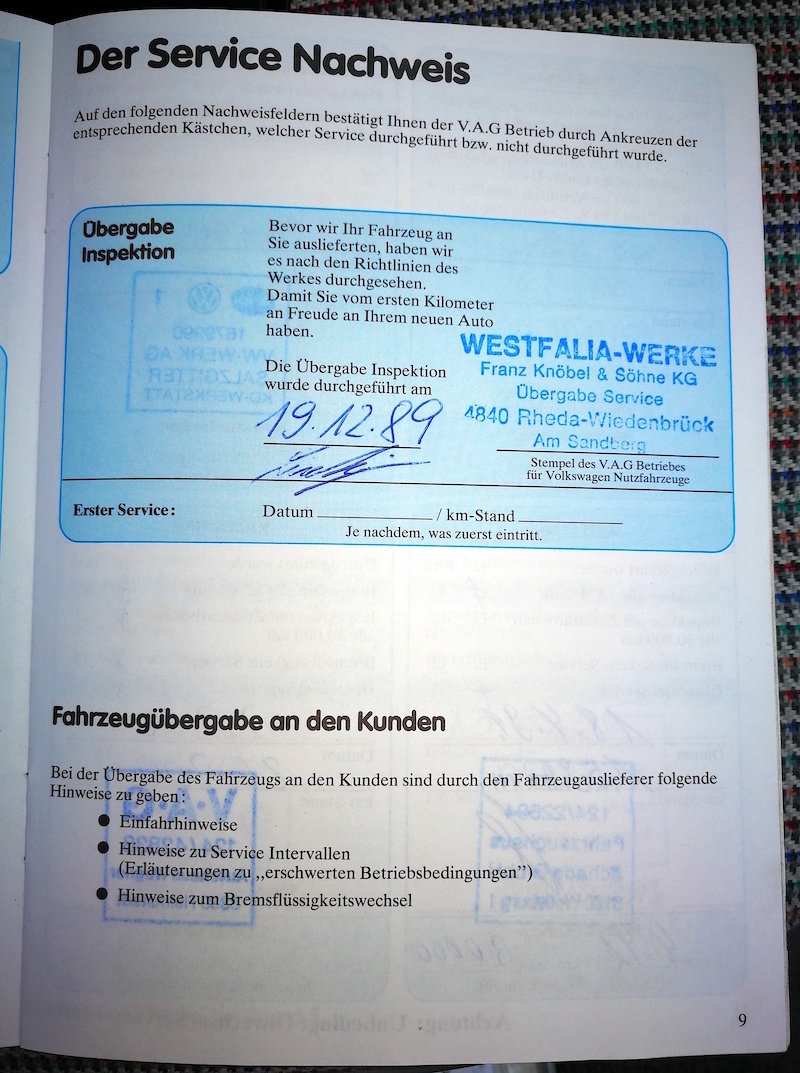 Der Service Nachweis
Auf den folgenden Nachweisfeldern bestätigt Ihnen der V.A.G Betrieb durch Ankreuzen der
entsprechenden Kästchen, welcher Service durchgeführt bzw. nicht durchgeführt wurde.
Übergabe
Inspektion
Bevor wir Ihr Fahrzeug an
Sie auslieferten, haben wir
es nach den Richtlinien des
Werkes durchgesehen.
Damit Sie vom ersten Kilometer
an Freude an Ihrem neuen Auto
haben.
Die Übergabe Inspektion
wurde durchgeführt am
19.12.89
WESTFALIA-WERKE
Franz Knöbel & Söhne KG
Übergabe Service
4840 Rheda-Wiedenbrück
Am Sandberg
Stempel des V.A.G Betriebes
für Volkswagen Nutzfahrzeuge
Erster Service: Datum / km-Stand
Je nachdem, was zuerst eintritt.
Fahrzeugübergabe an den Kunden
Bei der Übergabe des Fahrzeugs an den Kunden sind durch den Fahrzeugauslieferer folgende
Hinweise zu geben:
● Einfahrhinweise
● Hinweise zu Service Intervallen
(Erläuterungen zu „erschwerten Betriebsbedingungen”)
● Hinweise zum Bremsflüssigkeitswechsel
9